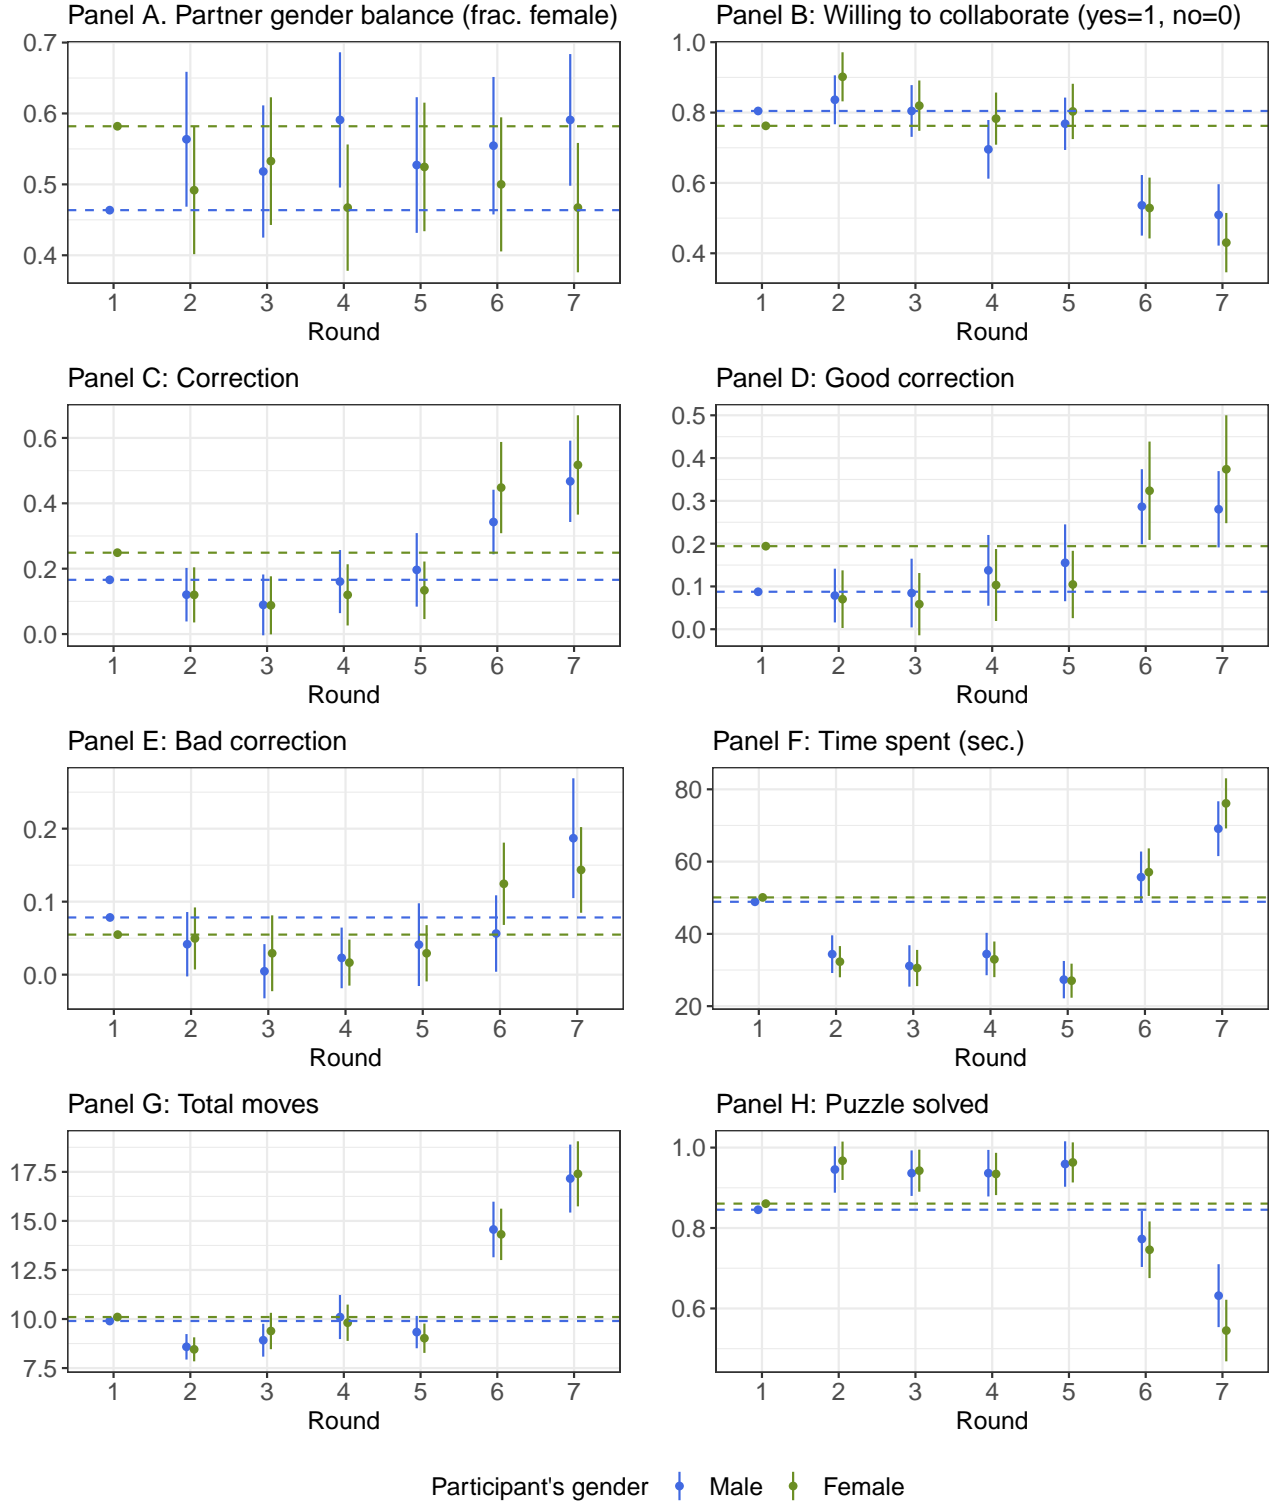 Panel A. Partner gender balance (frac. female)
0.7
0.6
0.5
0.4
1 2 3 4 5 6 7
Round
Panel B: Willing to collaborate (yes=1, no=0)
1.0
0.8
0.6
0.4
1 2 3 4 5 6 7
Round
Panel C: Correction
0.6
0.4
0.2
0.0
1 2 3 4 5 6 7
Round
Panel D: Good correction
0.5
0.4
0.3
0.2
0.1
0.0
1 2 3 4 5 6 7
Round
Panel E: Bad correction
0.2
0.1
0.0
1 2 3 4 5 6 7
Round
Panel F: Time spent (sec.)
80
60
40
20
1 2 3 4 5 6 7
Round
Panel G: Total moves
17.5
15.0
12.5
10.0
7.5
1 2 3 4 5 6 7
Round
Panel H: Puzzle solved
1.0
0.8
0.6
1 2 3 4 5 6 7
Round
Participant's gender Male Female